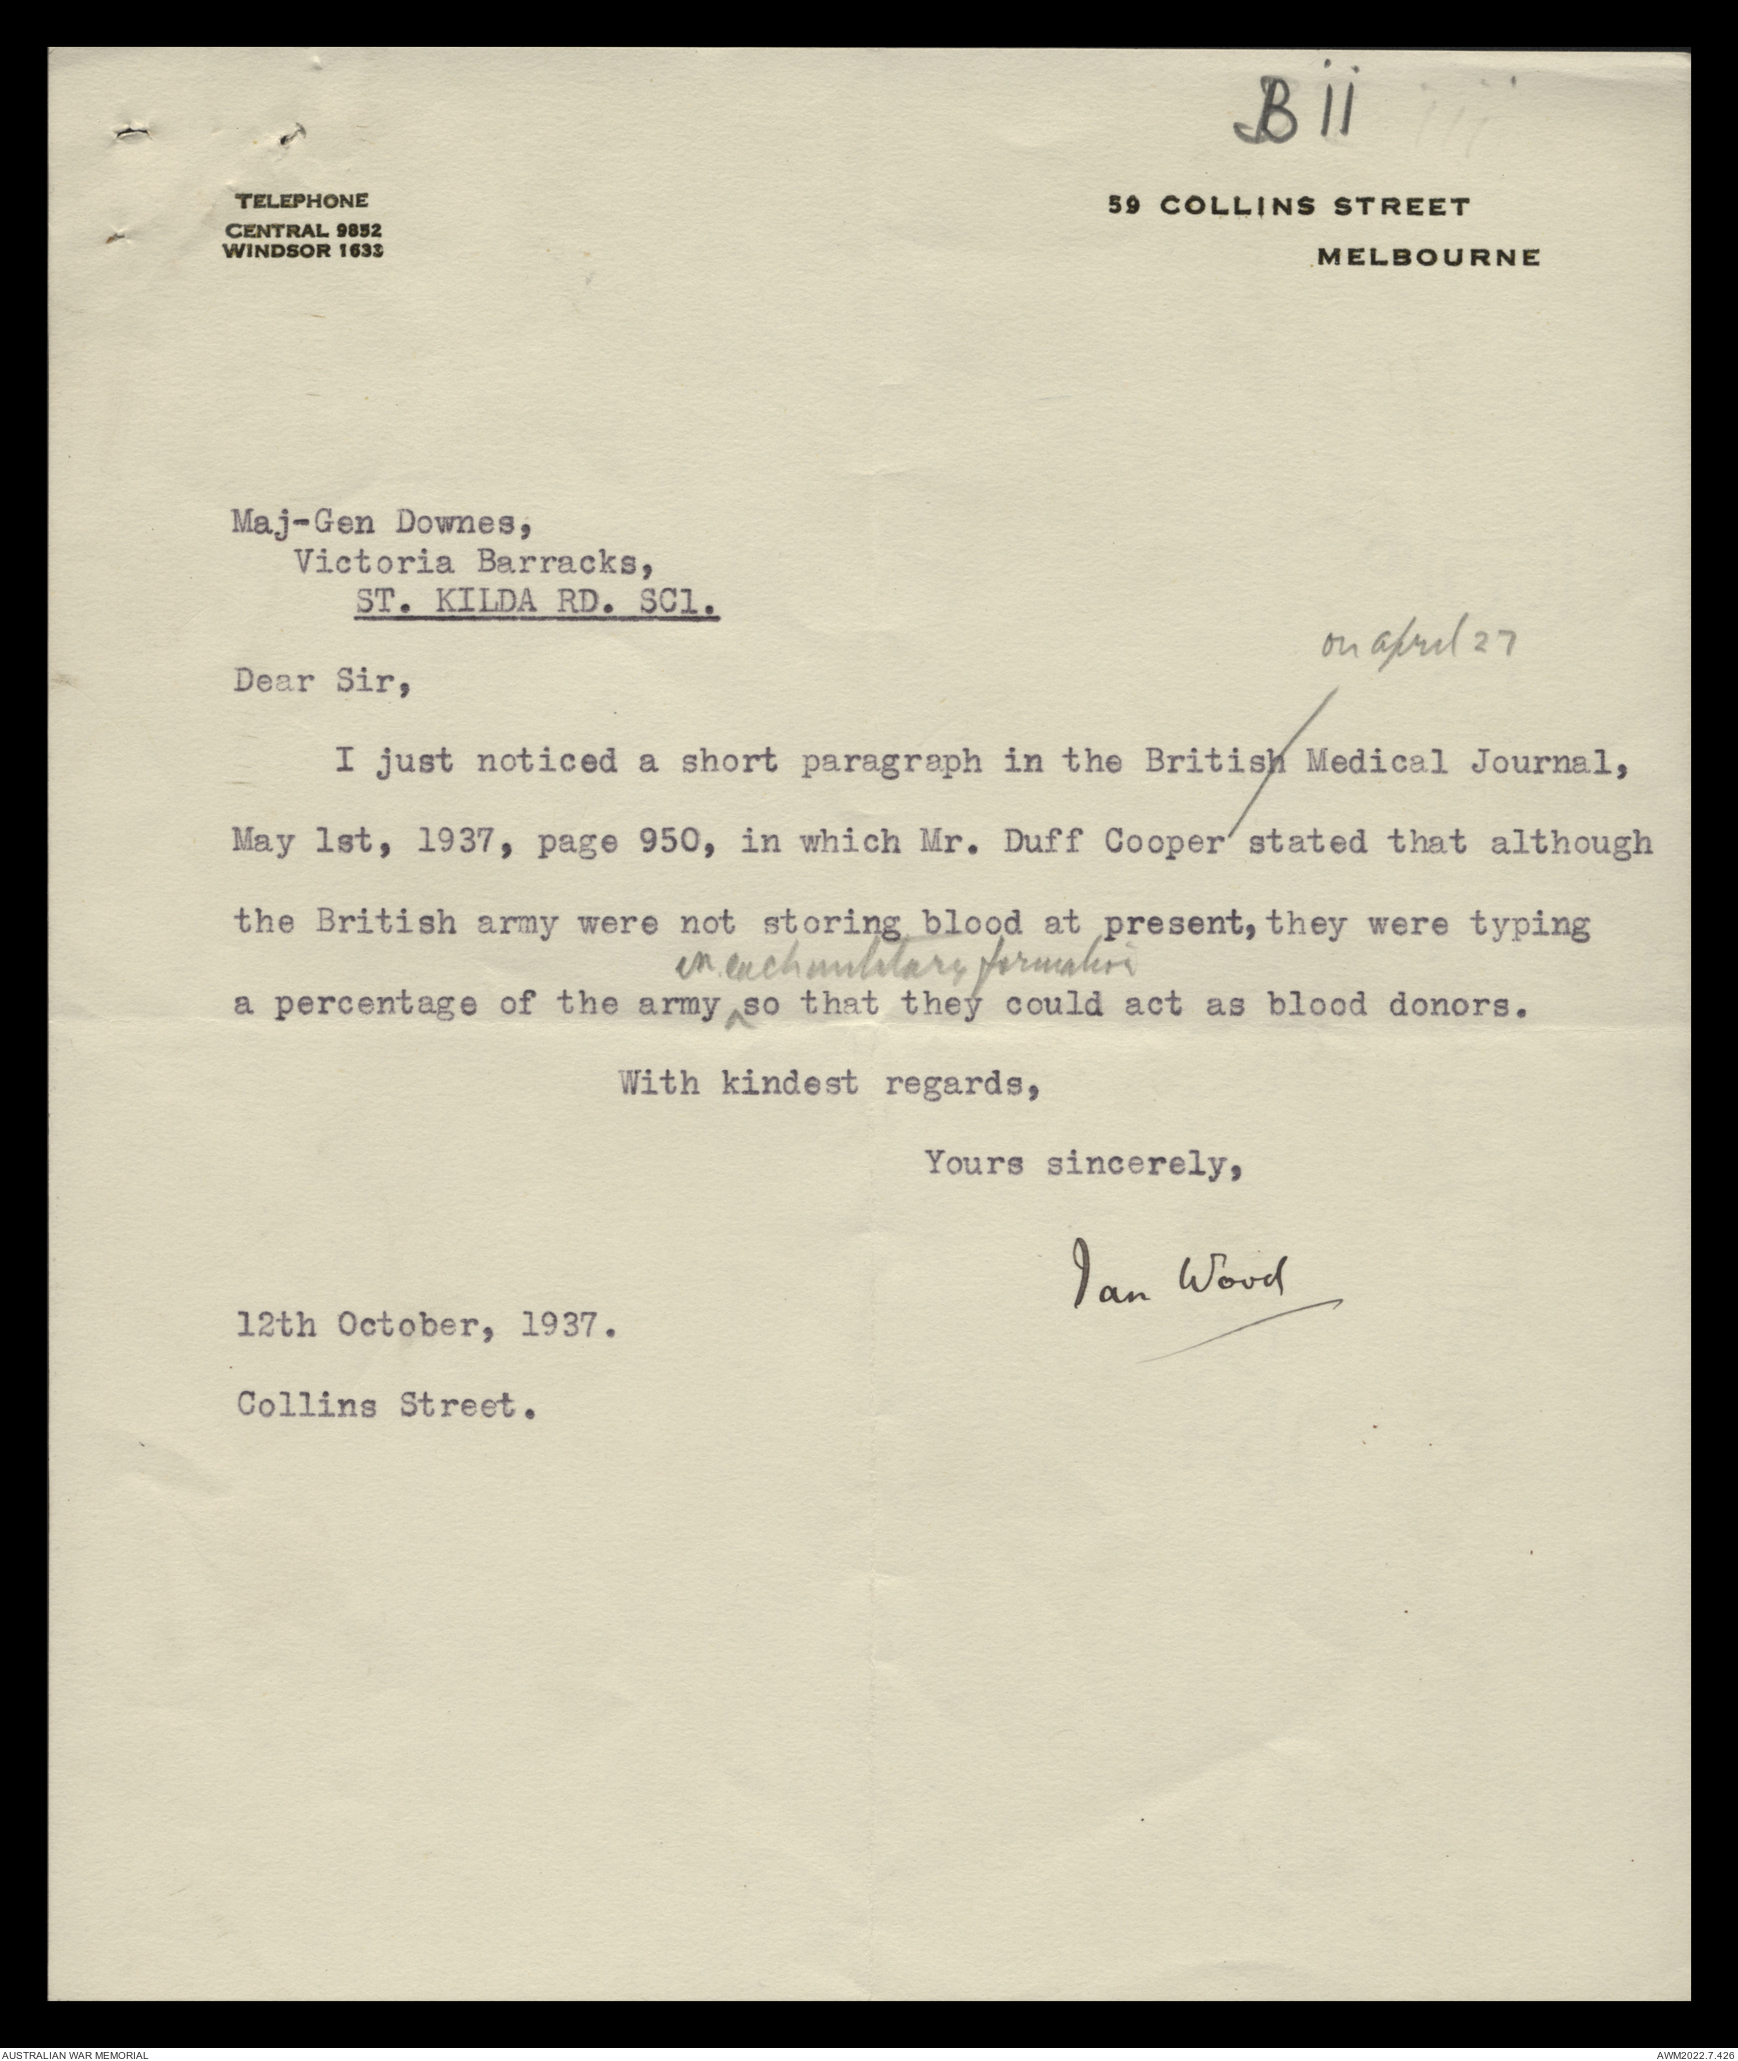 B ii
TELEPHONE
CENTRAL 9852
WINDSOR 1633
59 COLLINS STREET
MELBOURNE
Maj-Gen Downes,
Victoria Barracks,
ST. KILDA RD. SC1.
on april 27
Dear Sir,
I just noticed a short paragraph in the British Medical Journal,
May 1st, 1937, page 950, in which Mr. Duff Cooper stated that although
the British army were not storing blood at present, they were typing
in each military formation
a percentage of the army ^ so that they could act as blood donors.
With kindest regards,
Yours sincerely,
Ian Wood
12th October, 1937.
Collins Street.
AUSTRALIAN WAR MEMORIAL
AWM2022.7.426